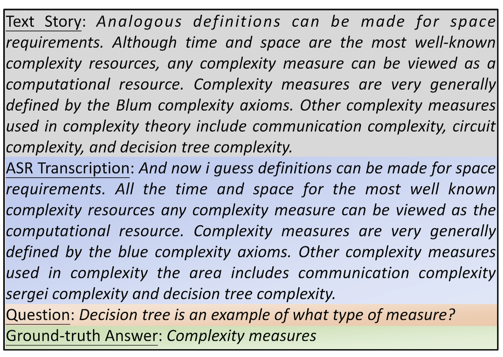 Text Story: Analogous definitions can be made for space
requirements. Although time and space are the most well-known
complexity resources, any complexity measure can be viewed as a
computational resource. Complexity measures are very generally
defined by the Blum complexity axioms. Other complexity measures
used in complexity theory include communication complexity, circuit
complexity, and decision tree complexity.
ASR Transcription: And now i guess definitions can be made for space
requirements. All the time and space for the most well known
complexity resources any complexity measure can be viewed as the
computational resource. Complexity measures are very generally
defined by the blue complexity axioms. Other complexity measures
used in complexity the area includes communication complexity
sergei complexity and decision tree complexity.
Question: Decision tree is an example of what type of measure?
Ground-truth Answer: Complexity measures